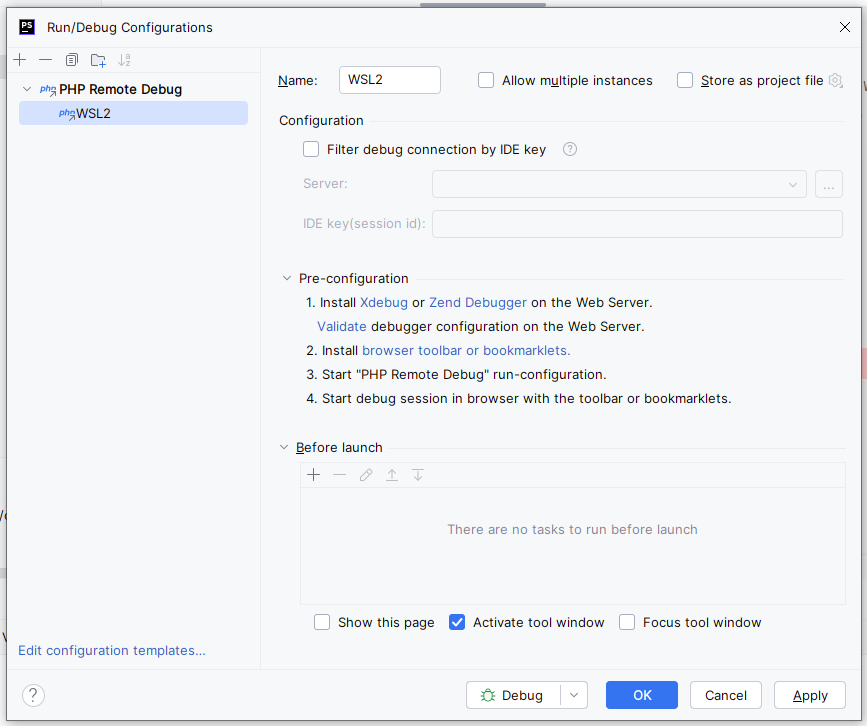 PS Run/Debug Configurations
php PHP Remote Debug
php WSL2
Name: WSL2 Allow multiple instances Store as project file
Configuration
Filter debug connection by IDE key ?
Server: ...
IDE key(session id):
Pre-configuration
1. Install Xdebug or Zend Debugger on the Web Server.
Validate debugger configuration on the Web Server.
2. Install browser toolbar or bookmarklets.
3. Start "PHP Remote Debug" run-configuration.
4. Start debug session in browser with the toolbar or bookmarklets.
Before launch
There are no tasks to run before launch
Show this page Activate tool window Focus tool window
Edit configuration templates...
? Debug OK Cancel Apply